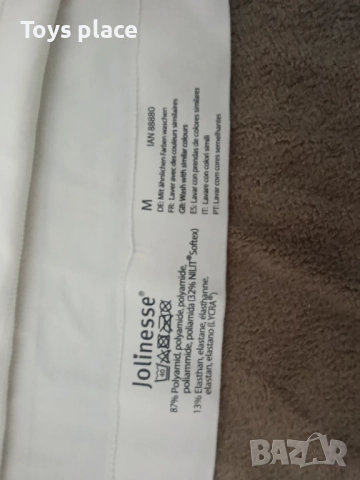 Toys place
Jolinesse®
40
87% Polyamid, polyamide, polyamide,
poliammide, poliamida (32% NILIT®Softex)
13% Elasthan, elastane, élasthanne,
elastan, elastano (LYCRA®)
M IAN 88880
DE: Mit ähnlichen Farben waschen
FR: Laver avec des couleurs similaires
GB: Wash with similar colours
ES: Lavar con prendas de colores similares
IT: Lavare con colori simili
PT: Lavar com cores semelhantes
BAZAR